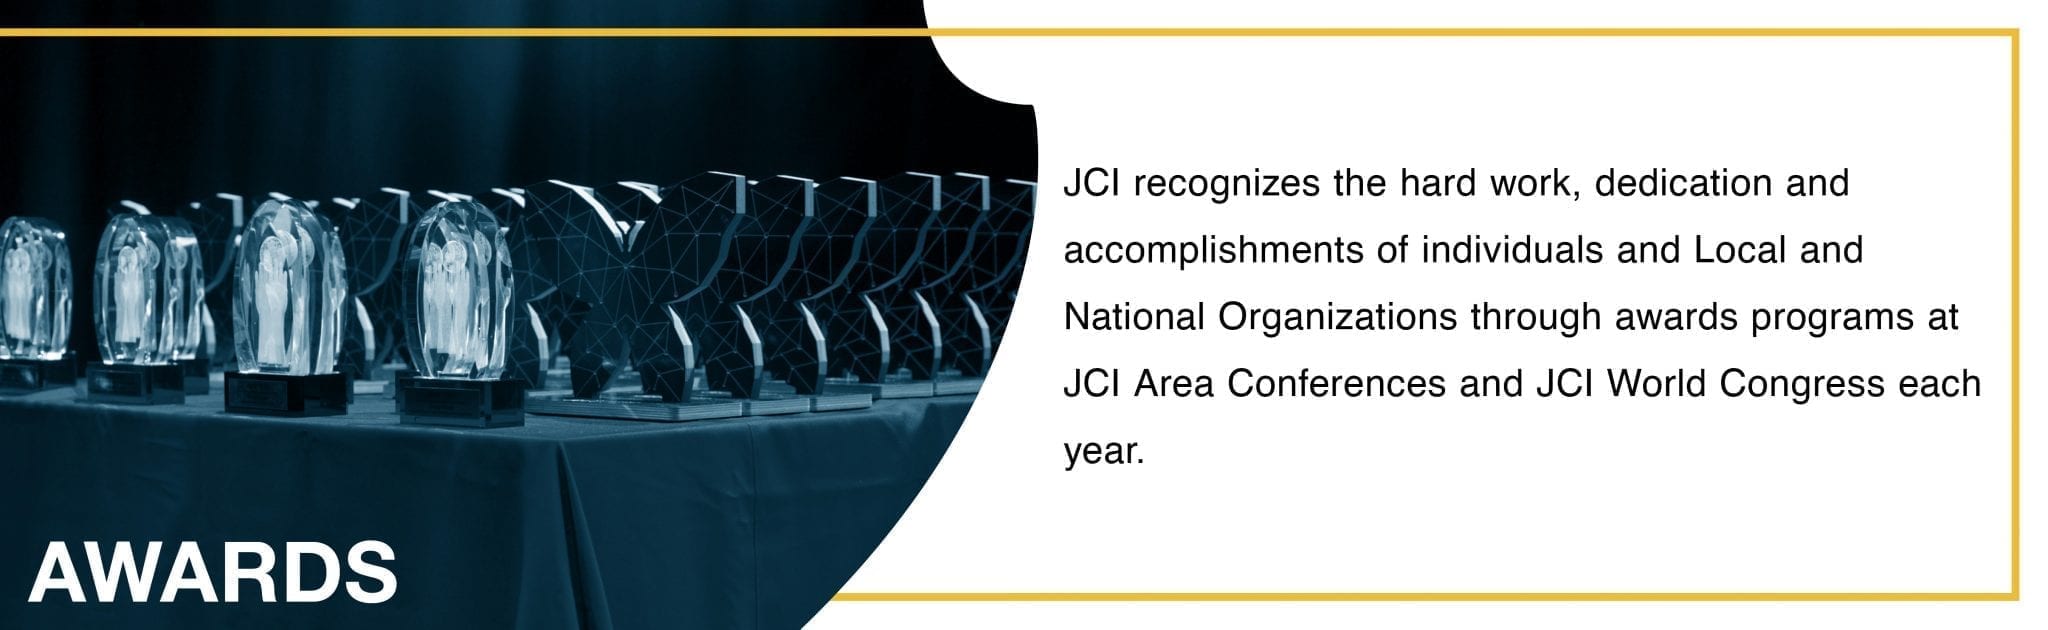 JCI recognizes the hard work, dedication and
accomplishments of individuals and Local and
National Organizations through awards programs at
JCI Area Conferences and JCI World Congress each
year.
AWARDS